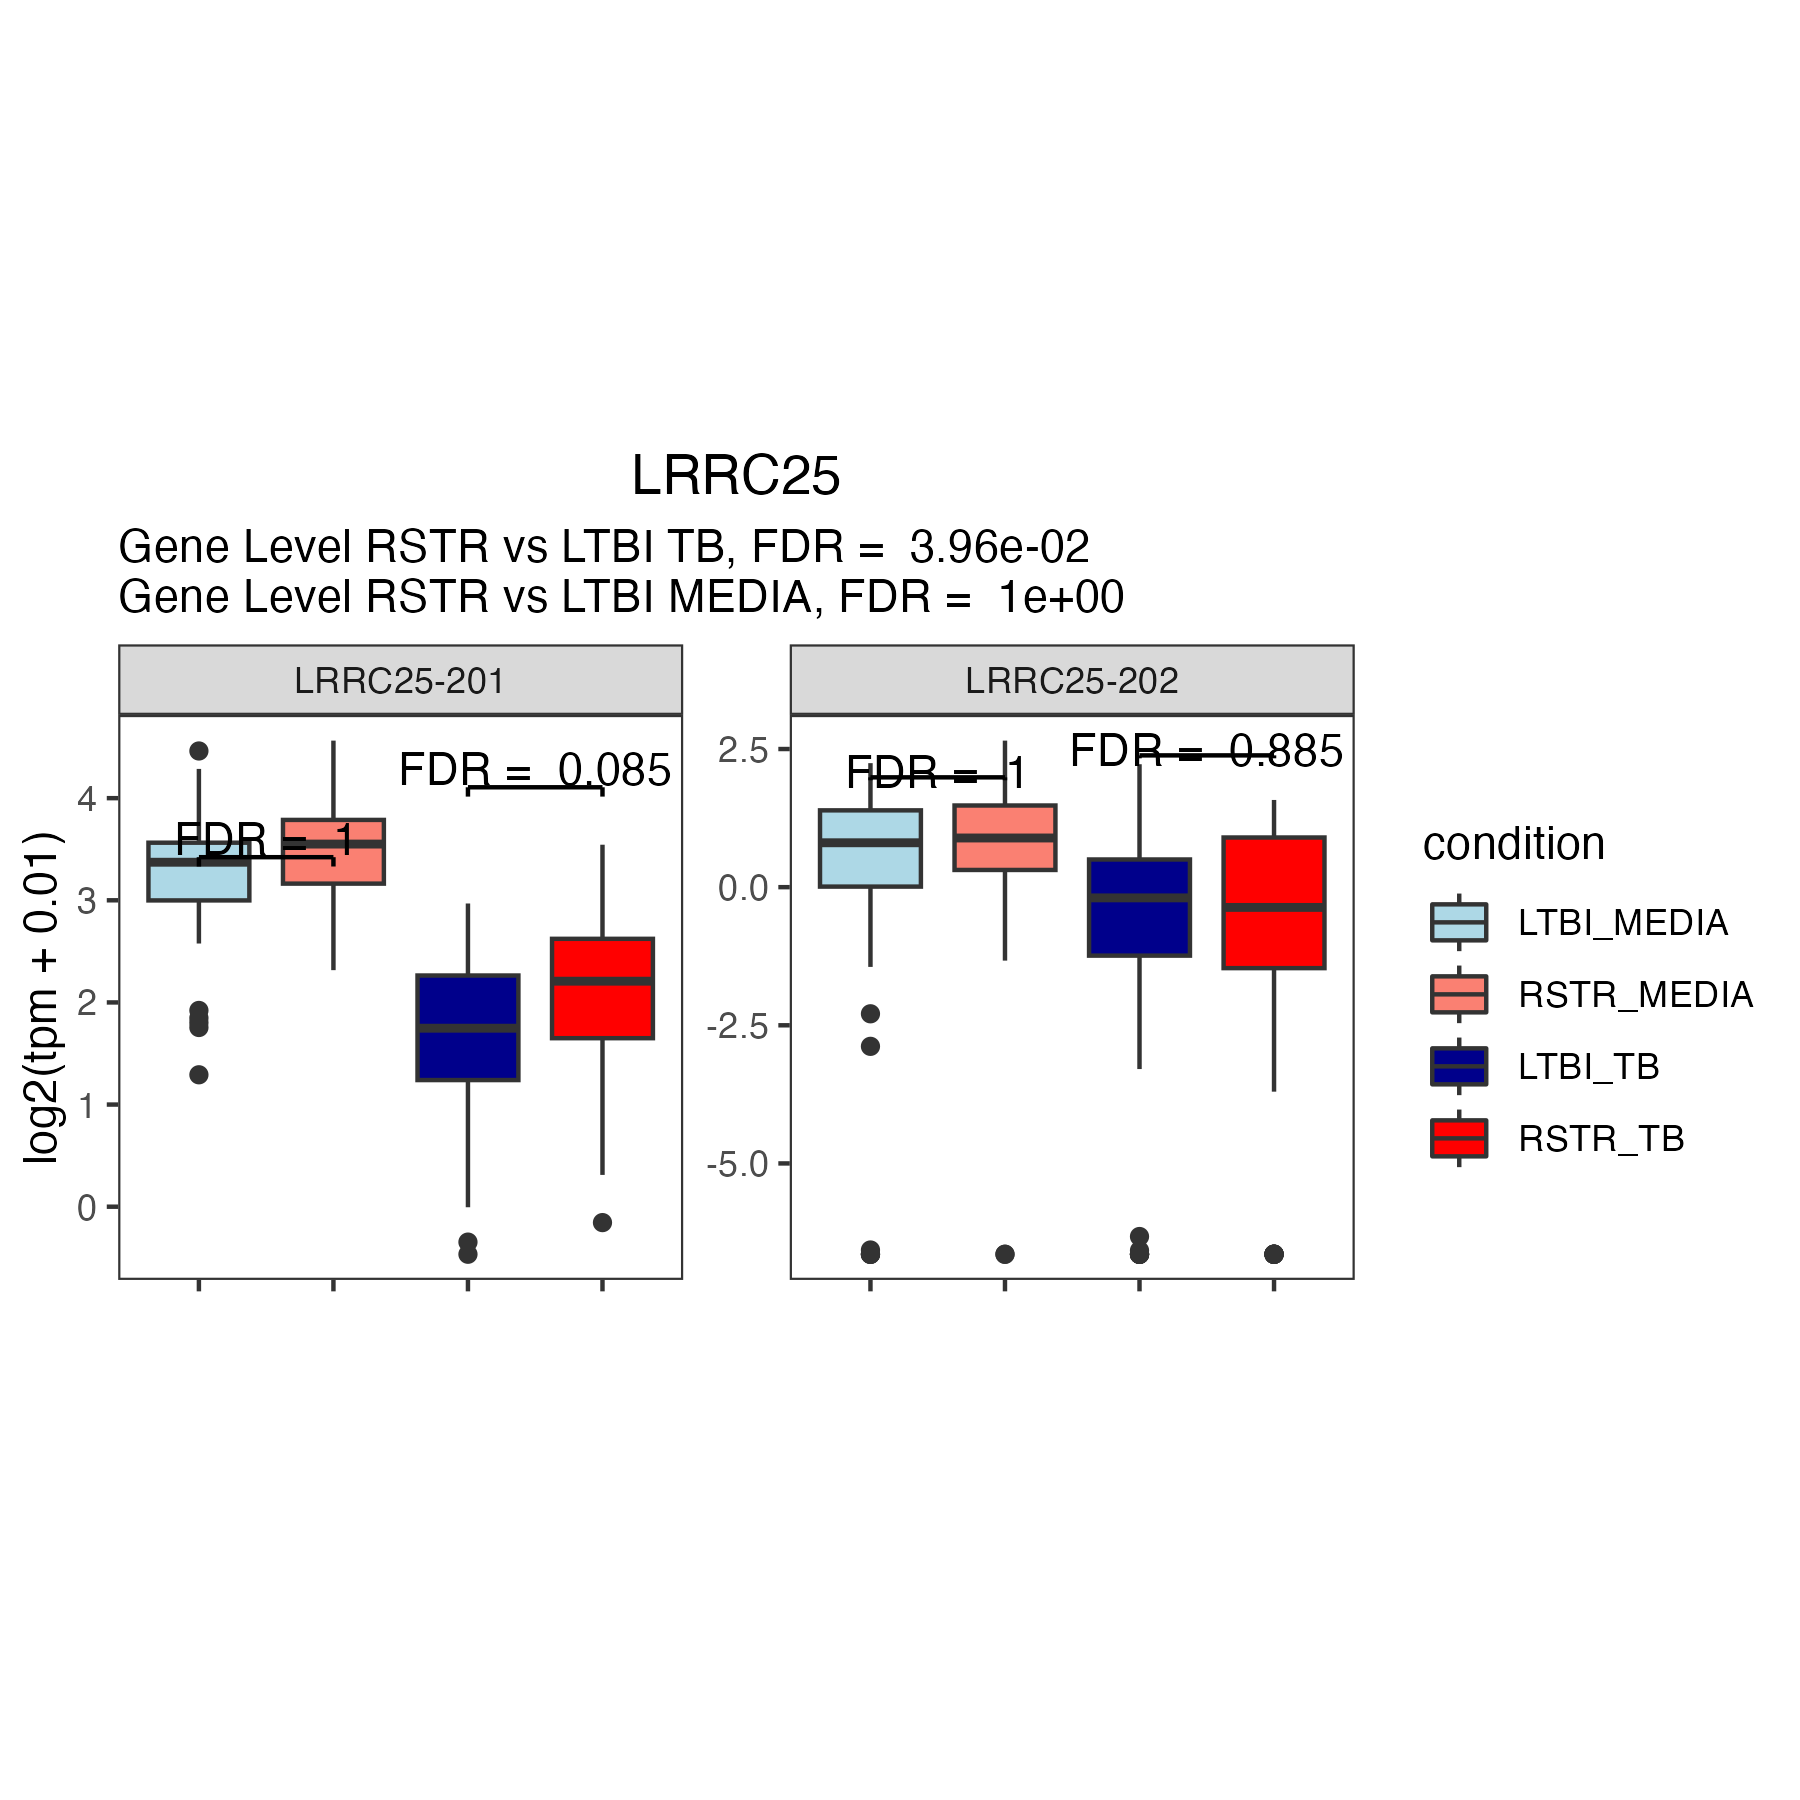 LRRC25
Gene Level RSTR vs LTBI TB, FDR =  3.96e-02
Gene Level RSTR vs LTBI MEDIA, FDR =  1e+00
LRRC25-201
LRRC25-202
log2(tpm + 0.01)
4
3
2
1
0
FDR =  1
FDR =  0.085
2.5
0.0
-2.5
-5.0
FDR =  1
FDR =  0.885
condition
LTBI_MEDIA
RSTR_MEDIA
LTBI_TB
RSTR_TB